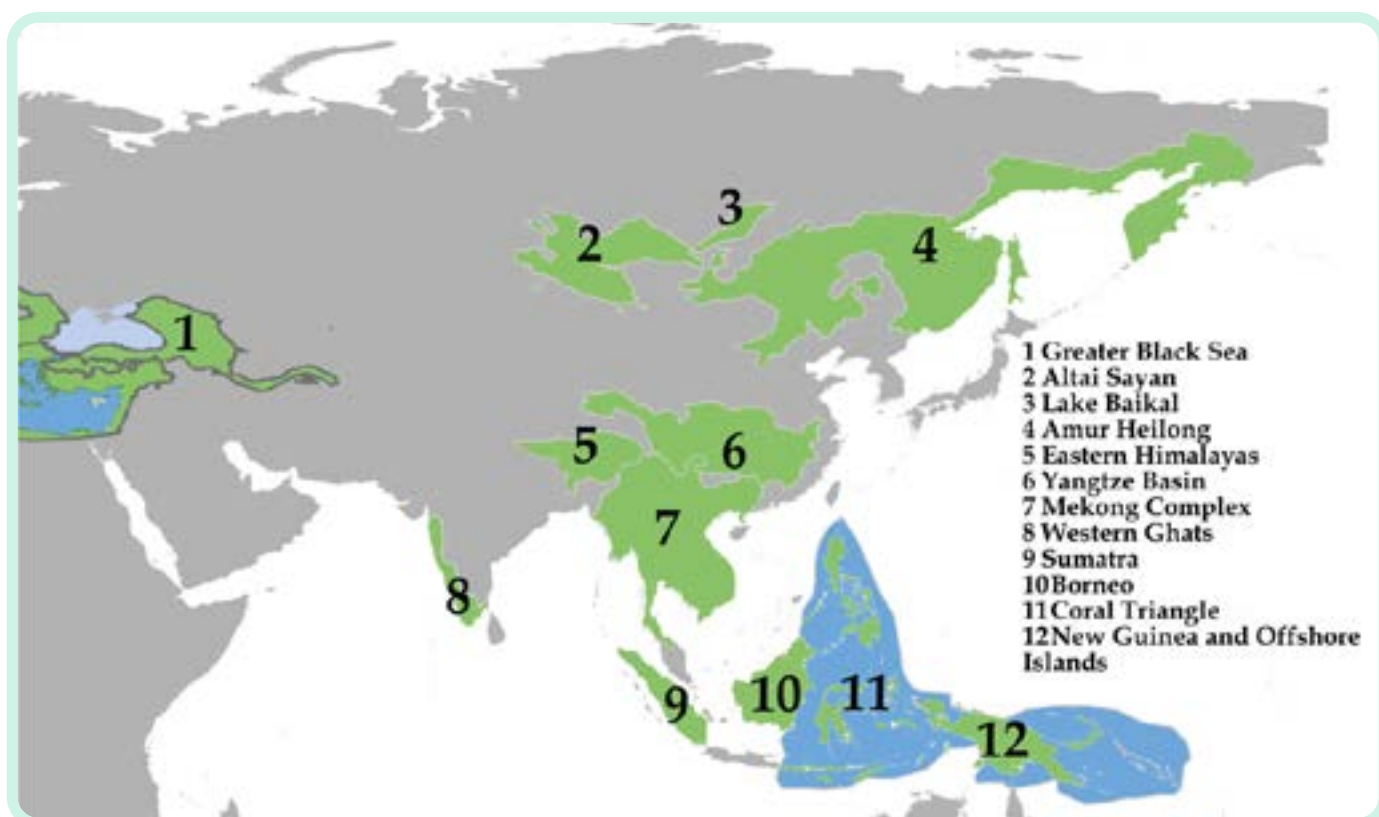 3
2
4
1
1 Greater Black Sea
2 Altai Sayan
3 Lake Baikal
4 Amur Heilong
5 Eastern Himalayas
6 Yangtze Basin
7 Mekong Complex
8 Western Ghats
9 Sumatra
10Borneo
11Coral Triangle
12New Guinea and Offshore
Islands
5
6
7
8
9
10
11
12